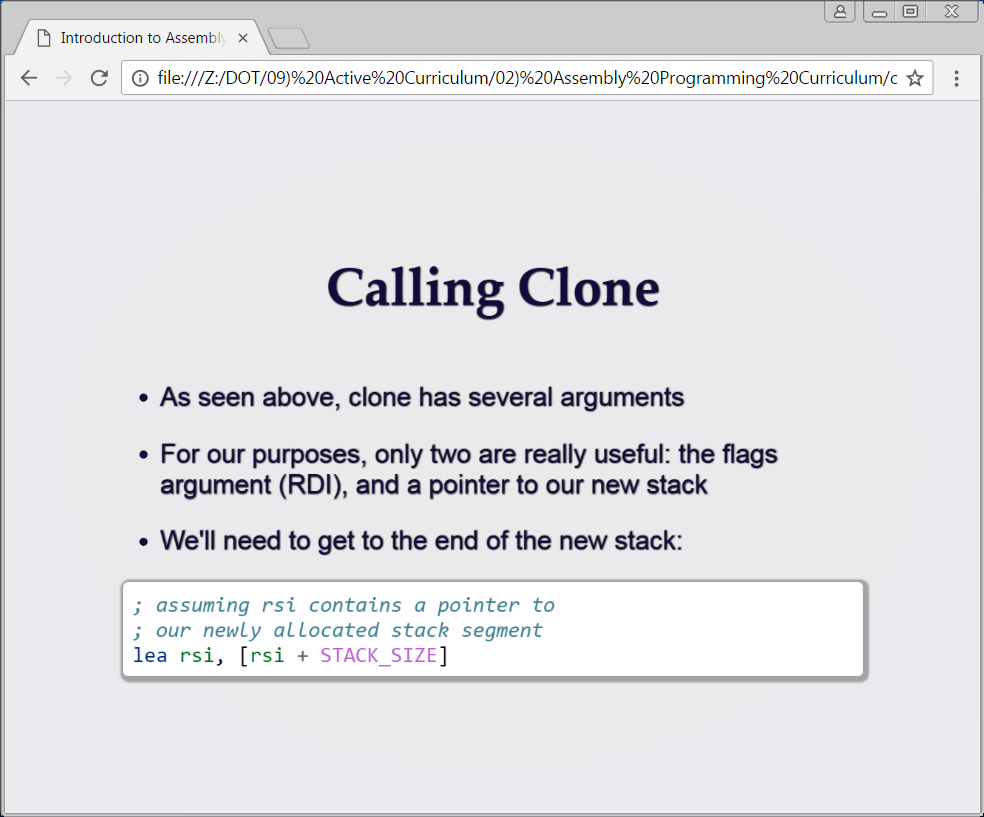 Introduction to Assembly
file:///Z:/DOT/09)%20Active%20Curriculum/02)%20Assembly%20Programming%20Curriculum/c
Calling Clone
• As seen above, clone has several arguments
• For our purposes, only two are really useful: the flags
argument (RDI), and a pointer to our new stack
• We'll need to get to the end of the new stack:
; assuming rsi contains a pointer to
; our newly allocated stack segment
lea rsi, [rsi + STACK_SIZE]